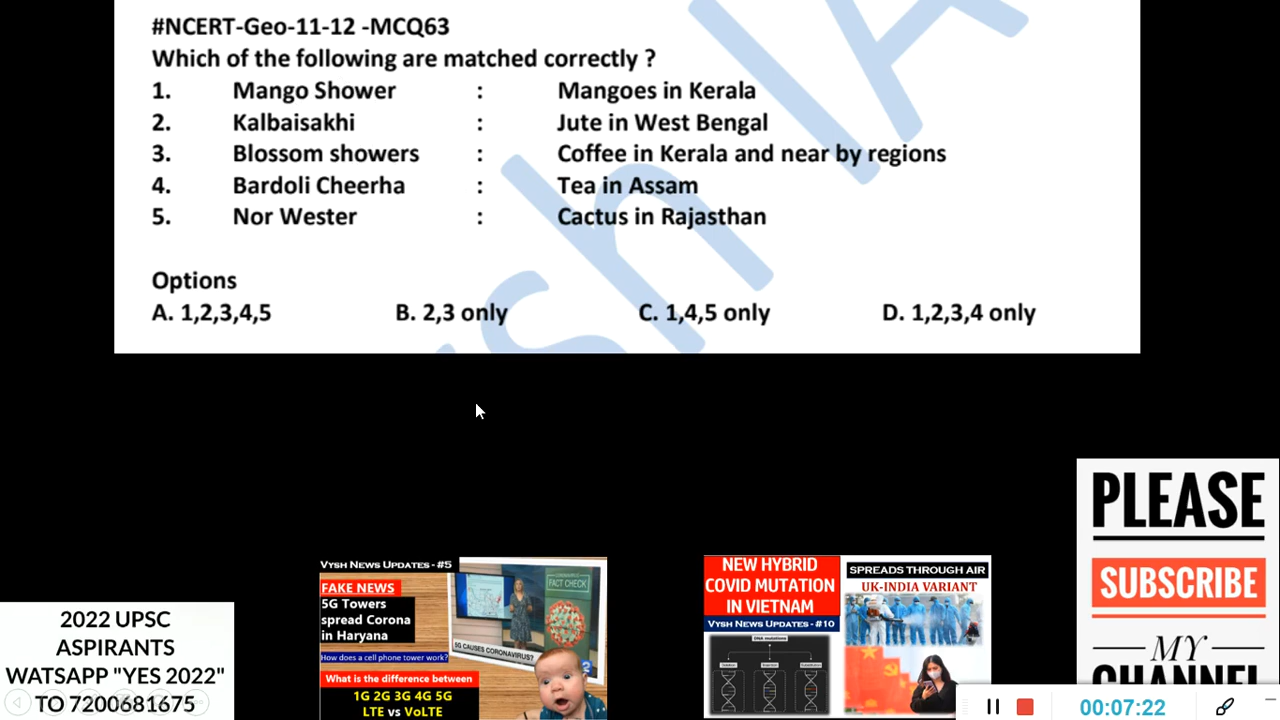 #NCERT-Geo-11-12 -MCQ63
Which of the following are matched correctly ?
1. Mango Shower : Mangoes in Kerala
2. Kalbaisakhi : Jute in West Bengal
3. Blossom showers : Coffee in Kerala and near by regions
4. Bardoli Cheerha : Tea in Assam
5. Nor Wester : Cactus in Rajasthan
Options
A. 1,2,3,4,5 B. 2,3 only C. 1,4,5 only D. 1,2,3,4 only
2022 UPSC
ASPIRANTS
WATSAPP "YES 2022"
TO 7200681675
VYSH NEWS UPDATES - #5
FAKE NEWS
5G Towers
spread Corona
in Haryana
How does a cell phone tower work?
What is the difference between
1G 2G 3G 4G 5G
LTE vs VoLTE
FACT CHECK
5G CAUSES CORONAVIRUS?
NEW HYBRID
COVID MUTATION
IN VIETNAM
VYSH NEWS UPDATES - #10
SPREADS THROUGH AIR
UK-INDIA VARIANT
PLEASE
SUBSCRIBE
MY
CHANNEL
00:07:22